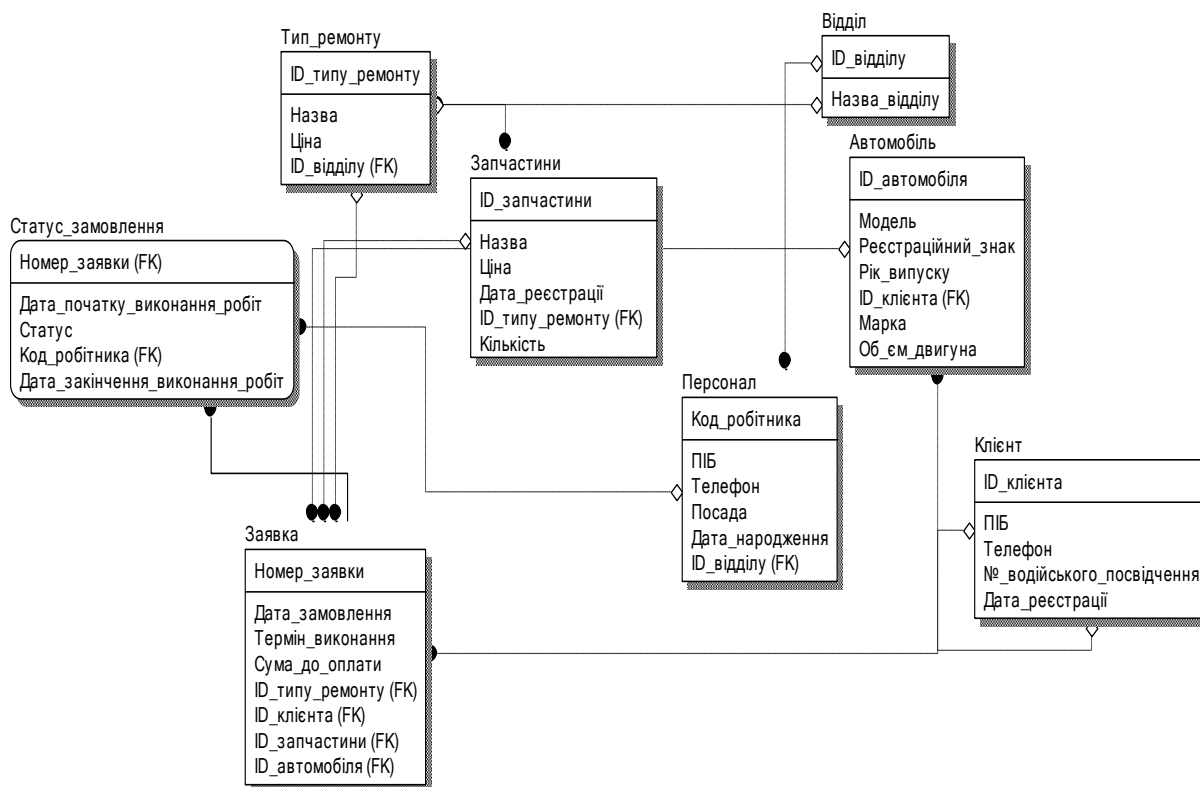 Відділ
ID_відділу
Назва_відділу
Тип_ремонту
ID_типу_ремонту
Назва
Ціна
ID_відділу (FK)
Запчастини
ID_запчастини
Назва
Ціна
Дата_реєстрації
ID_типу_ремонту (FK)
Кількість
Автомобіль
ID_автомобіля
Модель
Реєстраційний_знак
Рік_випуску
ID_клієнта (FK)
Марка
Об_єм_двигуна
Статус_замовлення
Номер_заявки (FK)
Дата_початку_виконання_робіт
Статус
Код_робітника (FK)
Дата_закінчення_виконання_робіт
Персонал
Код_робітника
ПІБ
Телефон
Посада
Дата_народження
ID_відділу (FK)
Клієнт
ID_клієнта
ПІБ
Телефон
№_водійського_посвідчення
Дата_реєстрації
Заявка
Номер_заявки
Дата_замовлення
Термін_виконання
Сума_до_оплати
ID_типу_ремонту (FK)
ID_клієнта (FK)
ID_запчастини (FK)
ID_автомобіля (FK)